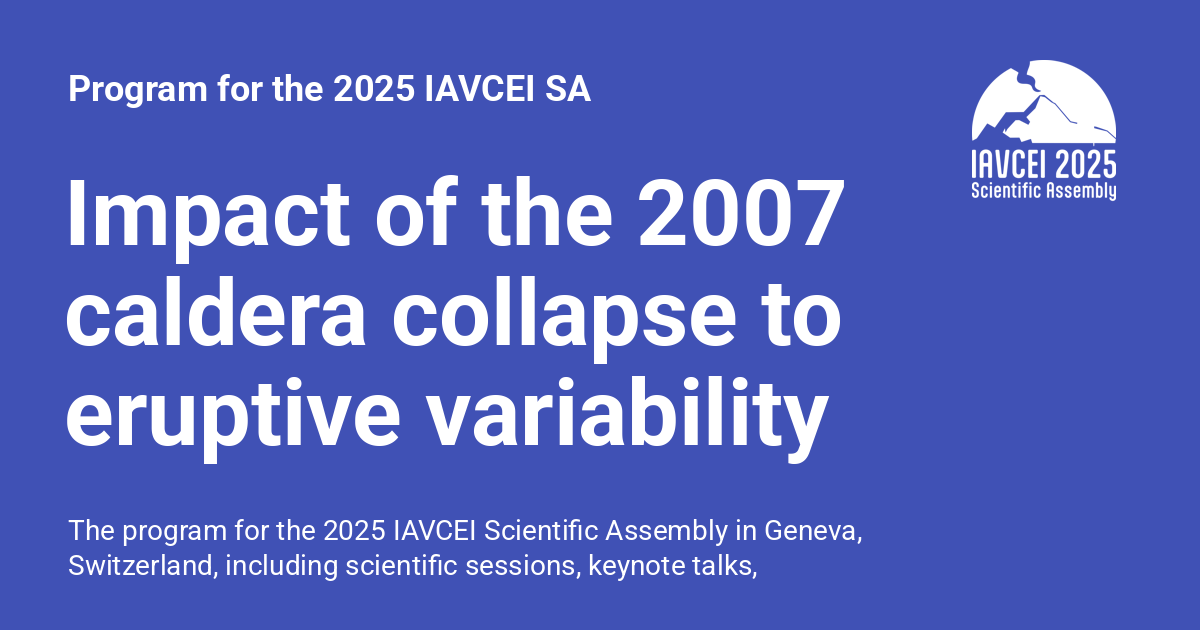 Program for the 2025 IAVCEI SA
IAVCEI 2025
Scientific Assembly
Impact of the 2007
caldera collapse to
eruptive variability
The program for the 2025 IAVCEI Scientific Assembly in Geneva,
Switzerland, including scientific sessions, keynote talks,